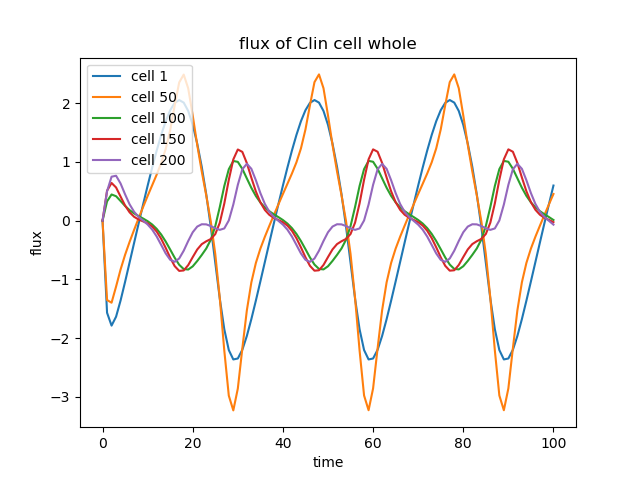 flux of Clin cell whole
cell 1
cell 50
cell 100
cell 150
cell 200
flux
2
1
0
−1
−2
−3
0 20 40 60 80 100
time